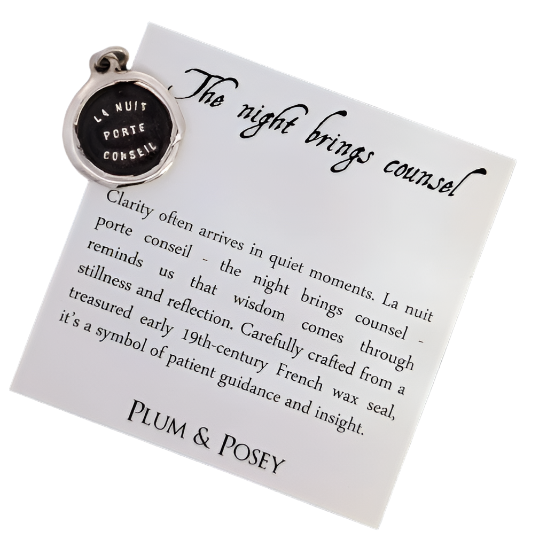 LA NUIT
PORTE
CONSEIL
The night brings counsel
Clarity often arrives in quiet moments. La nuit
porte conseil - the night brings counsel -
reminds us that wisdom comes through
stillness and reflection. Carefully crafted from a
treasured early 19th-century French wax seal,
it's a symbol of patient guidance and insight.
PLUM & POSEY